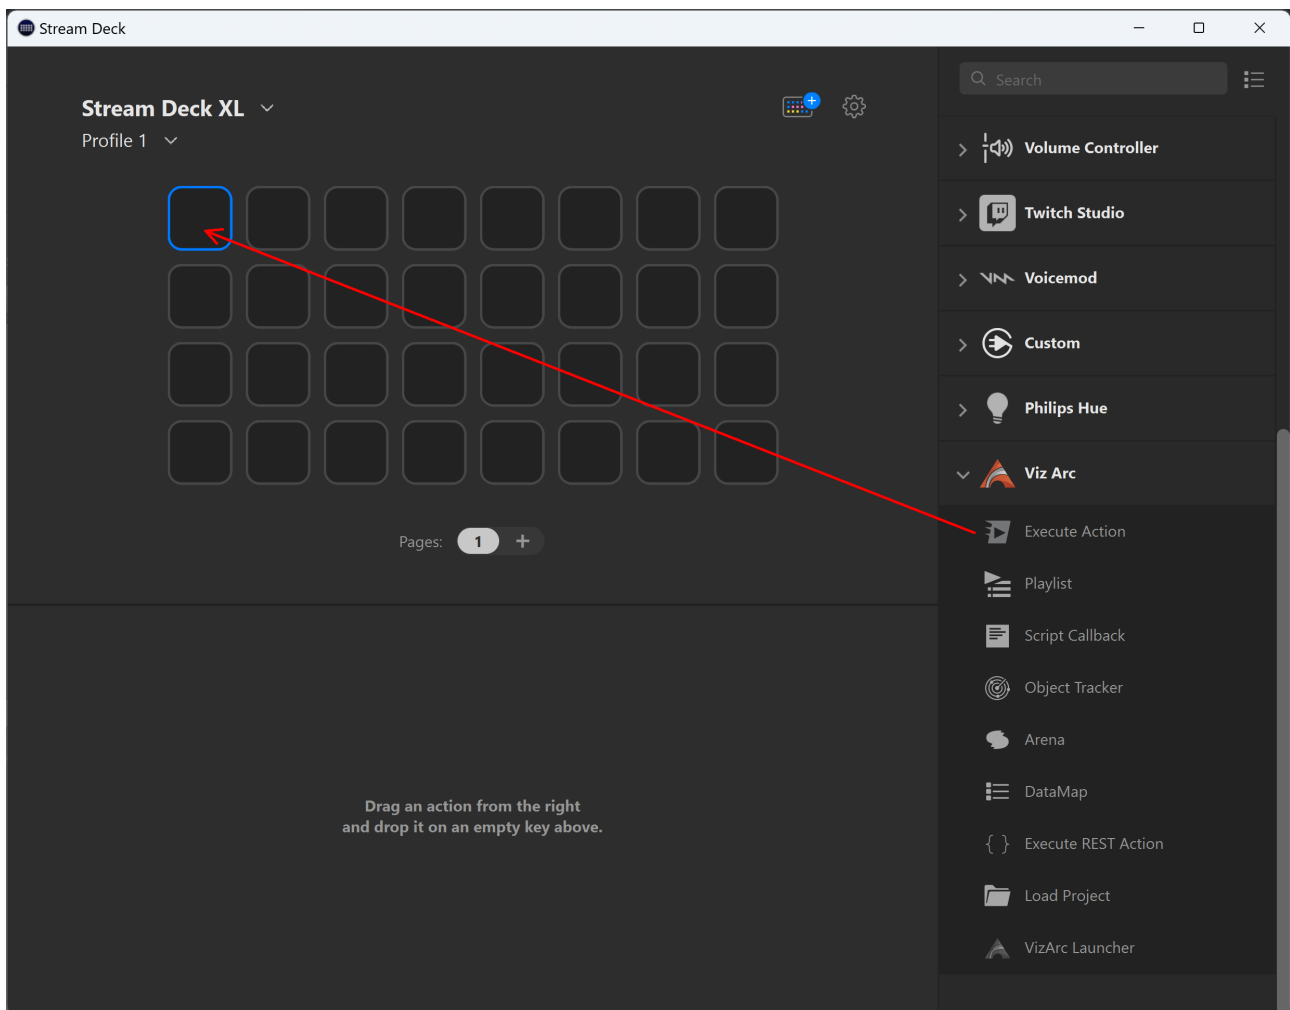 Stream Deck
Search
Stream Deck XL
Profile 1
Volume Controller
Twitch Studio
Voicemod
Custom
Philips Hue
Viz Arc
Execute Action
Pages: 1 +
Playlist
Script Callback
Object Tracker
Arena
DataMap
Drag an action from the right
and drop it on an empty key above.
{ } Execute REST Action
Load Project
VizArc Launcher